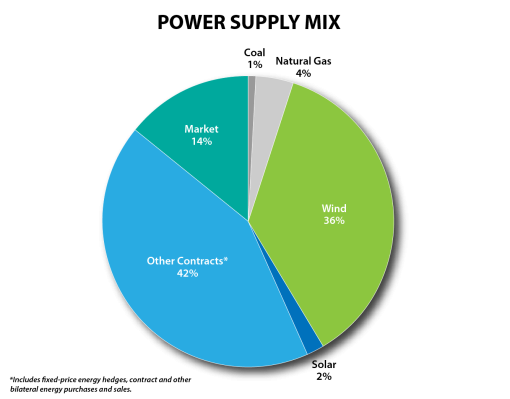 POWER SUPPLY MIX
Coal
1%
Natural Gas
4%
Market
14%
Wind
36%
Other Contracts*
42%
Solar
2%
*Includes fixed-price energy hedges, contract and other
bilateral energy purchases and sales.